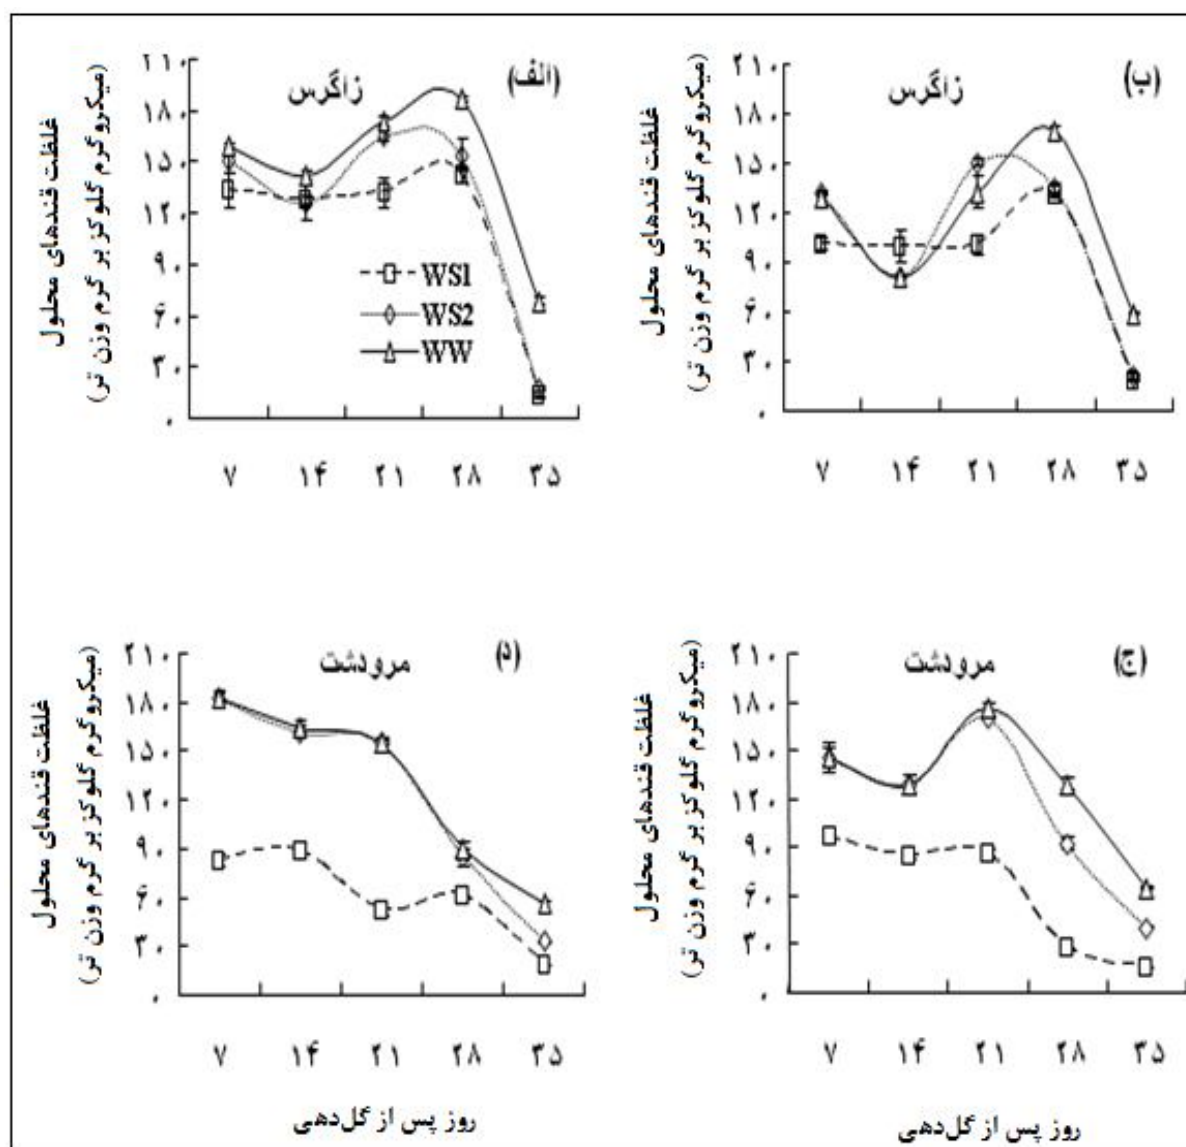 (الف)
زاگرس
غلظت قندهای محلول
(میکروگرم گلوکز بر گرم وزن تر)
۲۱۰
۱۸۰
۱۵۰
۱۲۰
۹۰
۶۰
۳۰
۰
WS1
WS2
WW
۷ ۱۴ ۲۱ ۲۸ ۳۵
(ب)
زاگرس
غلظت قندهای محلول
(میکروگرم گلوکز بر گرم وزن تر)
۲۱۰
۱۸۰
۱۵۰
۱۲۰
۹۰
۶۰
۳۰
۰
۷ ۱۴ ۲۱ ۲۸ ۳۵
(د)
مرودشت
غلظت قندهای محلول
(میکروگرم گلوکز بر گرم وزن تر)
۲۱۰
۱۸۰
۱۵۰
۱۲۰
۹۰
۶۰
۳۰
۰
۷ ۱۴ ۲۱ ۲۸ ۳۵
روز پس از گل‌دهی
(ج)
مرودشت
غلظت قندهای محلول
(میکروگرم گلوکز بر گرم وزن تر)
۲۱۰
۱۸۰
۱۵۰
۱۲۰
۹۰
۶۰
۳۰
۰
۷ ۱۴ ۲۱ ۲۸ ۳۵
روز پس از گل‌دهی